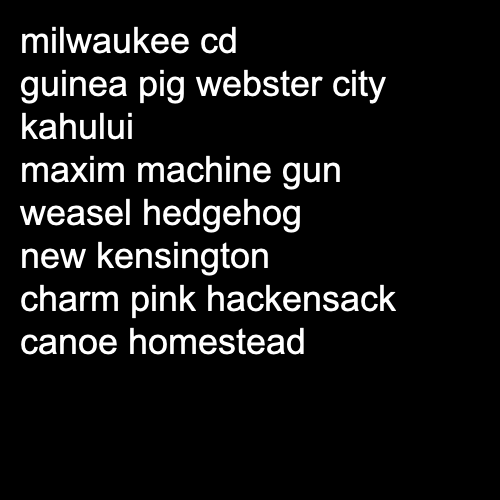 milwaukee cd
guinea pig webster city
kahului
maxim machine gun
weasel hedgehog
new kensington
charm pink hackensack
canoe homestead